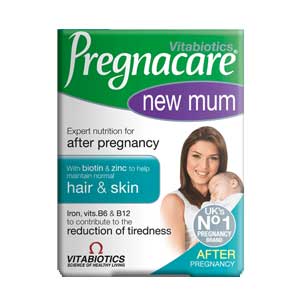 Vitabiotics®
Pregnacare®
new mum
Expert nutrition for
after pregnancy
With biotin & zinc to help
maintain normal
hair & skin
Iron, vits.B6 & B12
to contribute to the
reduction of tiredness
UK's
Nº1
PREGNANCY
BRAND
VITABIOTICS
SCIENCE OF HEALTHY LIVING
AFTER
PREGNANCY